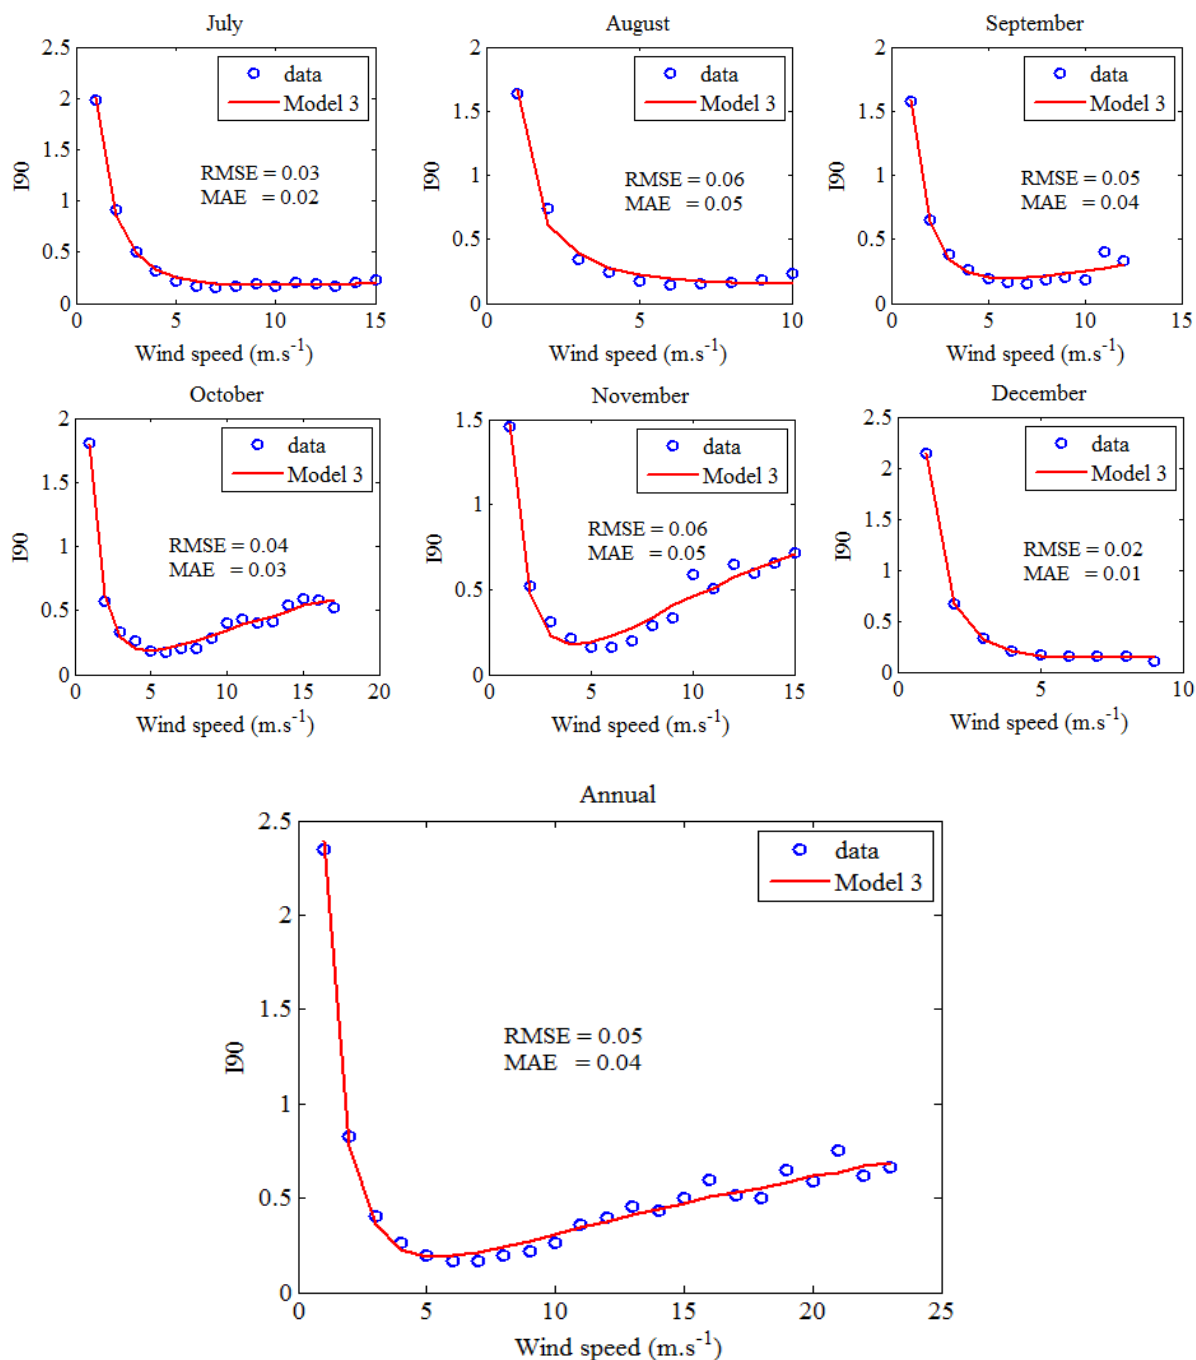 July
2.5
2
1.5
1
0.5
0
0 5 10 15
I90
Wind speed (m.s-1)
data
Model 3
RMSE = 0.03
MAE = 0.02
August
2
1.5
1
0.5
0
0 5 10
I90
Wind speed (m.s-1)
data
Model 3
RMSE = 0.06
MAE = 0.05
September
2
1.5
1
0.5
0
0 5 10 15
I90
Wind speed (m.s-1)
data
Model 3
RMSE = 0.05
MAE = 0.04
October
2
1.5
1
0.5
0
0 5 10 15 20
I90
Wind speed (m.s-1)
data
Model 3
RMSE = 0.04
MAE = 0.03
November
1.5
1
0.5
0
0 5 10 15
I90
Wind speed (m.s-1)
data
Model 3
RMSE = 0.06
MAE = 0.05
December
2.5
2
1.5
1
0.5
0
0 5 10
I90
Wind speed (m.s-1)
data
Model 3
RMSE = 0.02
MAE = 0.01
Annual
2.5
2
1.5
1
0.5
0
0 5 10 15 20 25
I90
Wind speed (m.s-1)
data
Model 3
RMSE = 0.05
MAE = 0.04